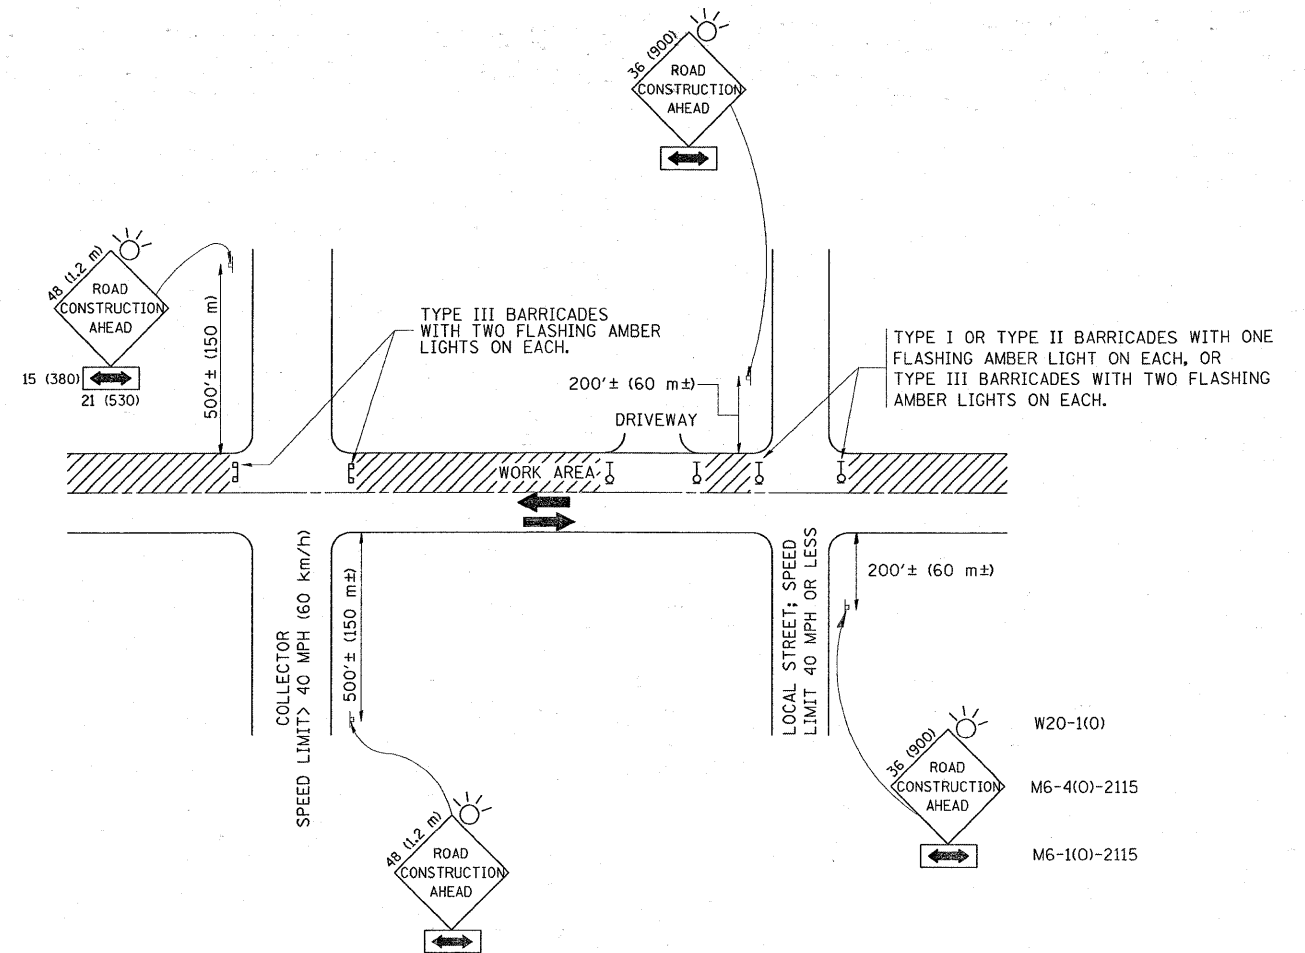 36 (900)
ROAD
CONSTRUCTION
AHEAD
48 (1.2 m)
ROAD
CONSTRUCTION
AHEAD
15 (380)
21 (530)
500'± (150 m)
TYPE III BARRICADES
WITH TWO FLASHING AMBER
LIGHTS ON EACH.
200'± (60 m±)
DRIVEWAY
TYPE I OR TYPE II BARRICADES WITH ONE
FLASHING AMBER LIGHT ON EACH, OR
TYPE III BARRICADES WITH TWO FLASHING
AMBER LIGHTS ON EACH.
WORK AREA
COLLECTOR
SPEED LIMIT> 40 MPH (60 km/h)
500'± (150 m±)
LOCAL STREET; SPEED
LIMIT 40 MPH OR LESS
200'± (60 m±)
36 (900)
ROAD
CONSTRUCTION
AHEAD
W20-1(O)
M6-4(O)-2115
M6-1(O)-2115
48 (1.2 m)
ROAD
CONSTRUCTION
AHEAD